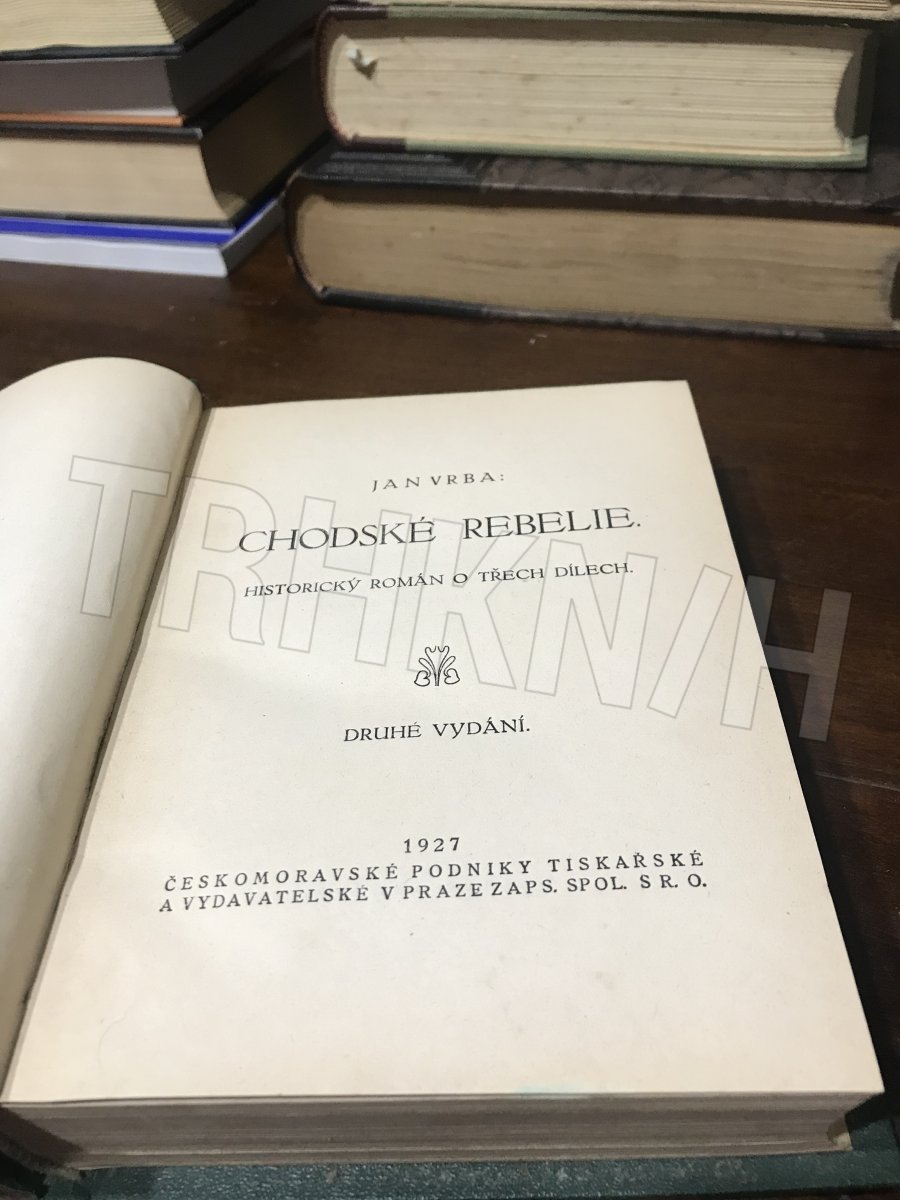 JAN VRBA:
CHODSKÉ REBELIE.
HISTORICKÝ ROMÁN O TŘECH DÍLECH.
DRUHÉ VYDÁNÍ.
1927
ČESKOMORAVSKÉ PODNIKY TISKAŘSKÉ
A VYDAVATELSKÉ V PRAZE ZAPS. SPOL. S R. O.
TRHKNIH